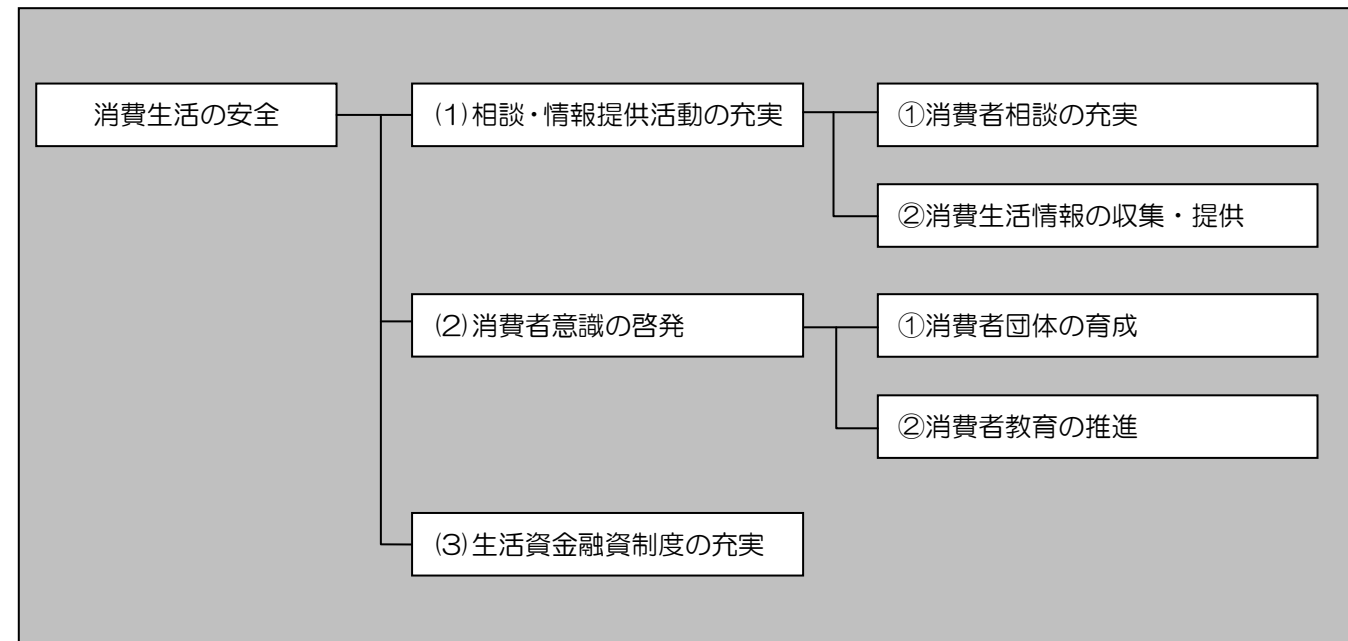 消費生活の安全
(1)相談・情報提供活動の充実
①消費者相談の充実
②消費生活情報の収集・提供
(2)消費者意識の啓発
①消費者団体の育成
②消費者教育の推進
(3)生活資金融資制度の充実